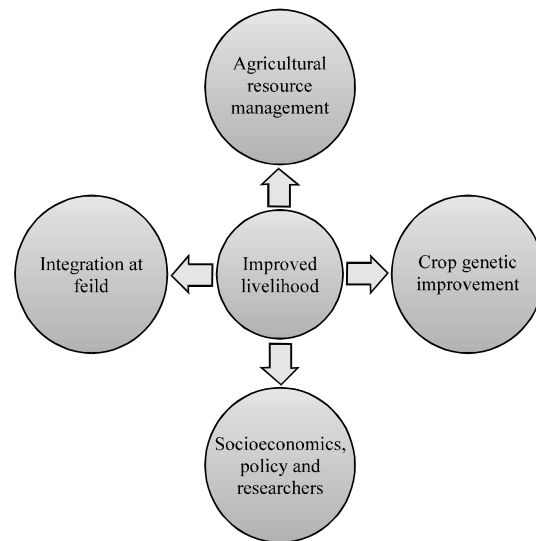 Agricultural
resource
management
Integration at
feild
Improved
livelihood
Crop genetic
improvement
Socioeconomics,
policy and
researchers